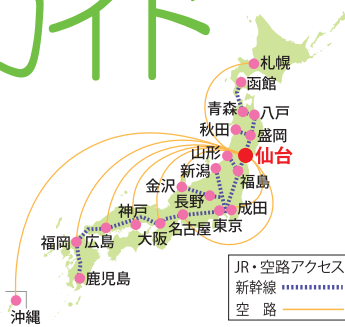 ガイド
札幌
函館
青森
八戸
秋田
盛岡
山形
仙台
新潟
福島
金沢
長野
成田
神戸
東京
名古屋
福岡
広島
大阪
鹿児島
沖縄
JR・空路アクセス
新幹線
空 路